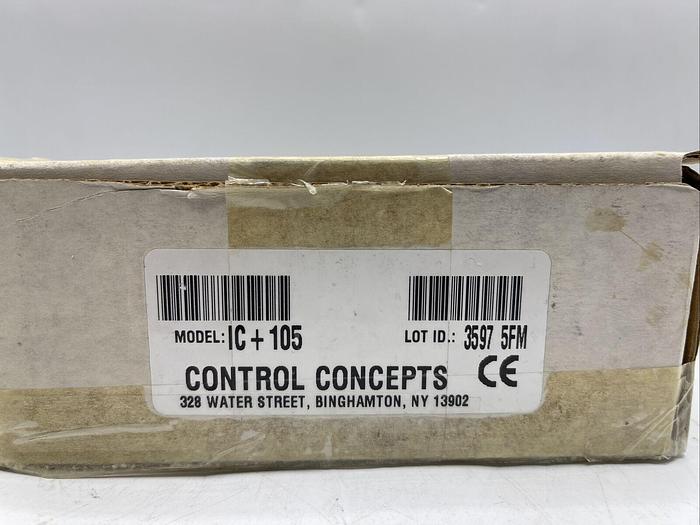 MODEL: IC + 105 LOT ID.: 3597 5FM
CONTROL CONCEPTS CE
328 WATER STREET, BINGHAMTON, NY 13902